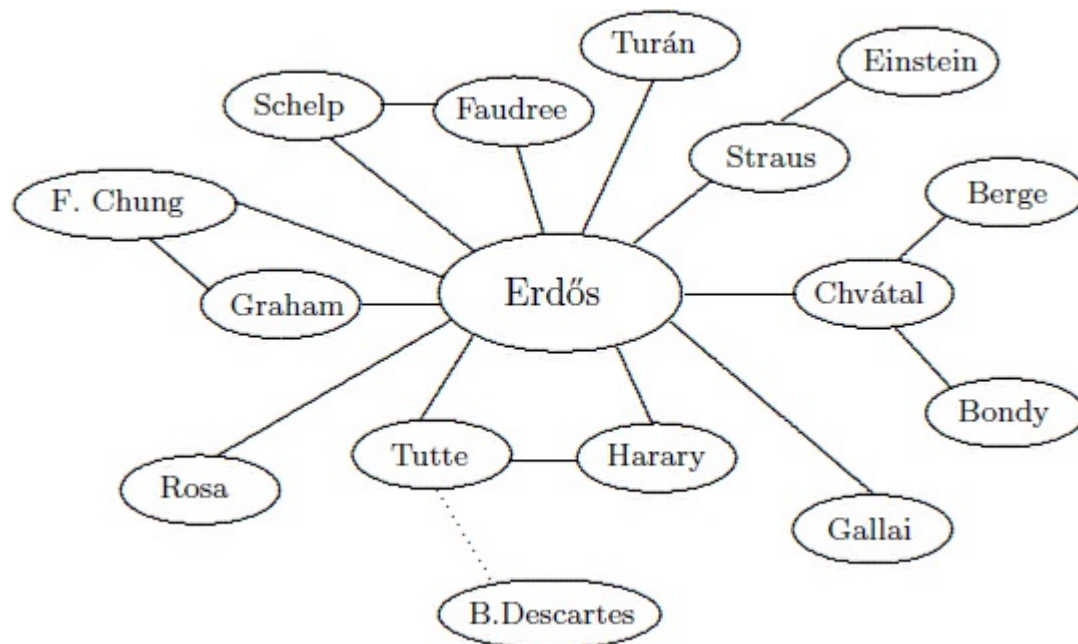 Turán
Einstein
Schelp
Faudree
Straus
Berge
F. Chung
Erdős
Chvátal
Graham
Bondy
Tutte
Harary
Rosa
Gallai
B.Descartes